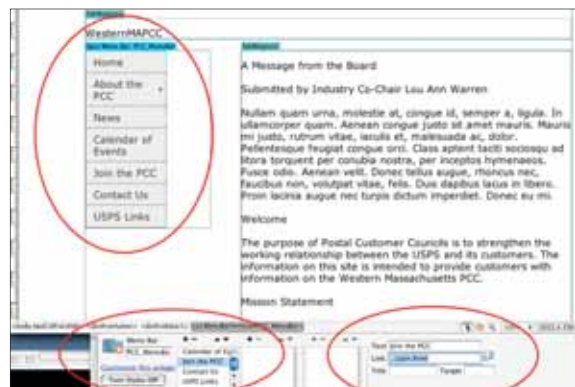 WesternMAPCC
Home
About the
PCC
News
Calender of
Events
Join the PCC
Contact Us
USPS Links
A Message from the Board
Submitted by Industry Co-Chair Lou Ann Warren
Nullam quam urna, molestie at, congue id, semper a, ligula. In
ullamcorper quam. Aenean congue justo sit amet mauris. Mauris
mi justo, rutrum vitae, iaculis et, malesuada ac, dolor.
Pellentesque feugiat congue orci. Class aptent taciti sociosqu ad
litora torquent per conubia nostra, per inceptos hymenaeos.
Fusce odio. Aenean velit. Donec tellus augue, rhoncus nec,
faucibus non, volutpat vitae, felis. Duis dapibus lacus in libero.
Proin lacinia augue nec turpis dictum imperdiet. Donec eu mi.
Welcome
The purpose of Postal Customer Councils is to strengthen the
working relationship between the USPS and its customers. The
information on this site is intended to provide customers with
information on the Western Massachusetts PCC.
Mission Statement
Menu Bar
Calendar of
Join the PCC
Contact Us
USPS Links
Turn Styles Off
Text Join the PCC
Link
Title
Target